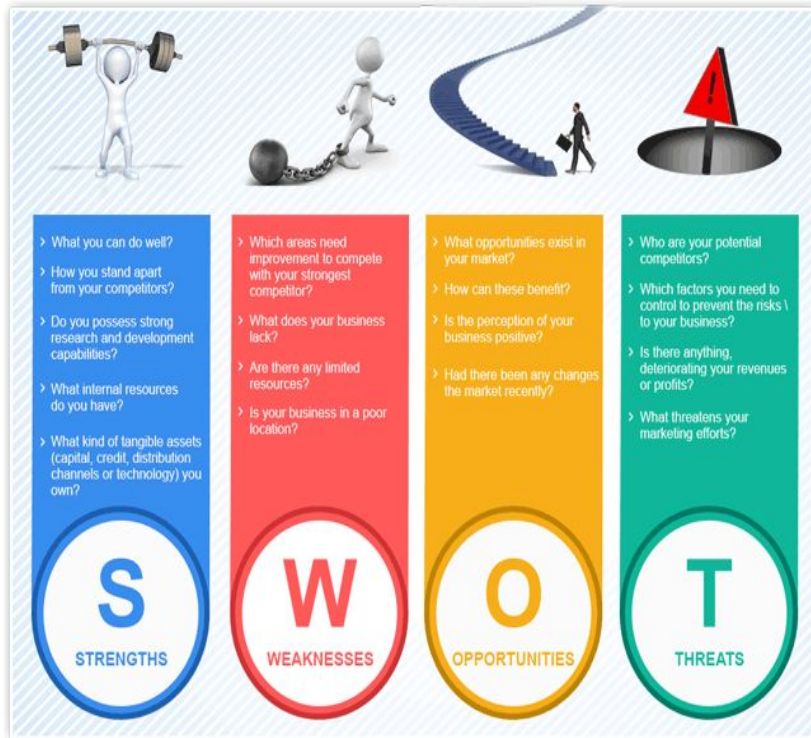 > What you can do well?
> How you stand apart
from your competitors?
> Do you possess strong
research and development
capabilities?
> What internal resources
do you have?
> What kind of tangible assets
(capital, credit, distribution
channels or technology) you
own?
S
STRENGTHS
> Which areas need
improvement to compete
with your strongest
competitor?
> What does your business
lack?
> Are there any limited
resources?
> Is your business in a poor
location?
W
WEAKNESSES
> What opportunities exist in
your market?
> How can these benefit?
> Is the perception of your
business positive?
> Had there been any changes
the market recently?
O
OPPORTUNITIES
!
> Who are your potential
competitors?
> Which factors you need to
control to prevent the risks \
to your business?
> Is there anything,
deteriorating your revenues
or profits?
> What threatens your
marketing efforts?
T
THREATS